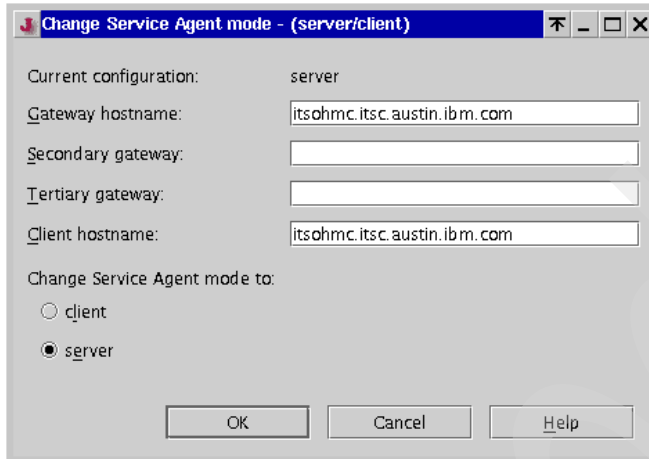 Change Service Agent mode - (server/client)
Current configuration: server
Gateway hostname: itsohmc.itsc.austin.ibm.com
Secondary gateway:
Tertiary gateway:
Client hostname: itsohmc.itsc.austin.ibm.com
Change Service Agent mode to:
client
server
OK Cancel Help